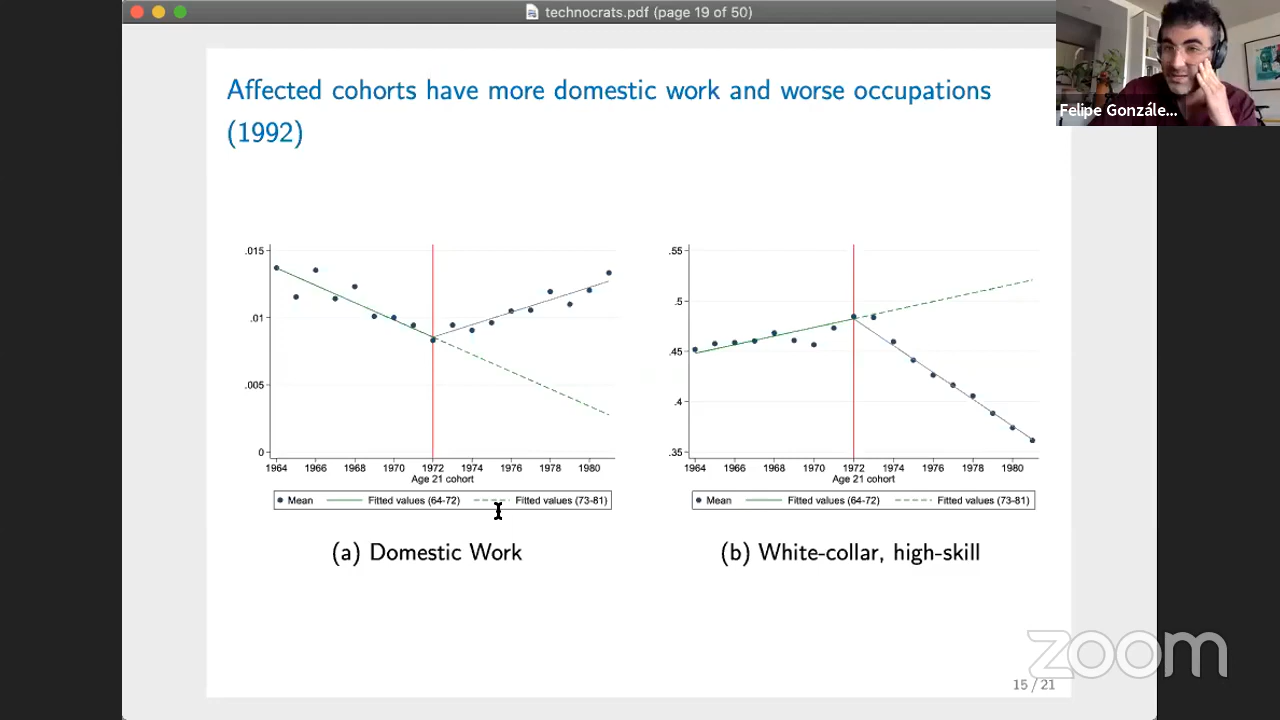 technocrats.pdf (page 19 of 50)
Felipe Gonzále...
Affected cohorts have more domestic work and worse occupations
(1992)
.015
.01
.005
0
1964 1966 1968 1970 1972 1974 1976 1978 1980
Age 21 cohort
Mean Fitted values (64-72) Fitted values (73-81)
(a) Domestic Work
.55
.5
.45
.4
.35
1964 1966 1968 1970 1972 1974 1976 1978 1980
Age 21 cohort
Mean Fitted values (64-72) Fitted values (73-81)
(b) White-collar, high-skill
zoom
15 / 21